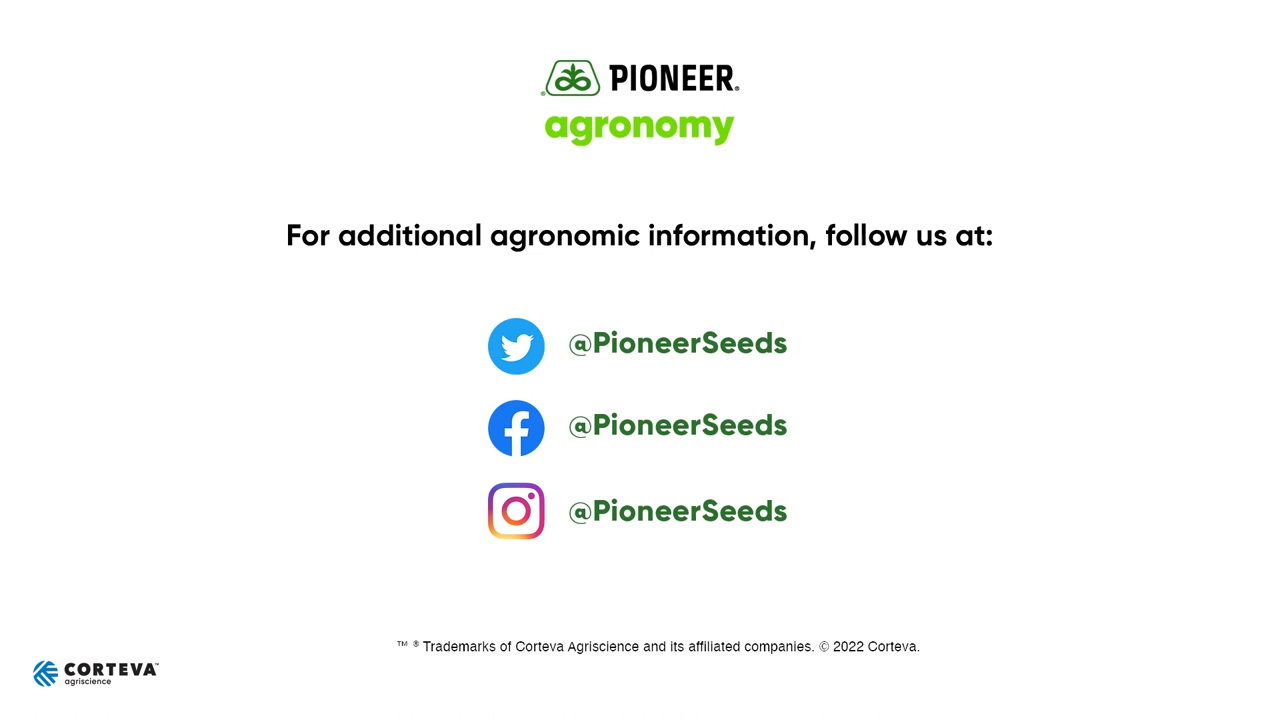 PIONEER®
agronomy
For additional agronomic information, follow us at:
@PioneerSeeds
@PioneerSeeds
@PioneerSeeds
™ ® Trademarks of Corteva Agriscience and its affiliated companies. © 2022 Corteva.
CORTEVA™
agriscience